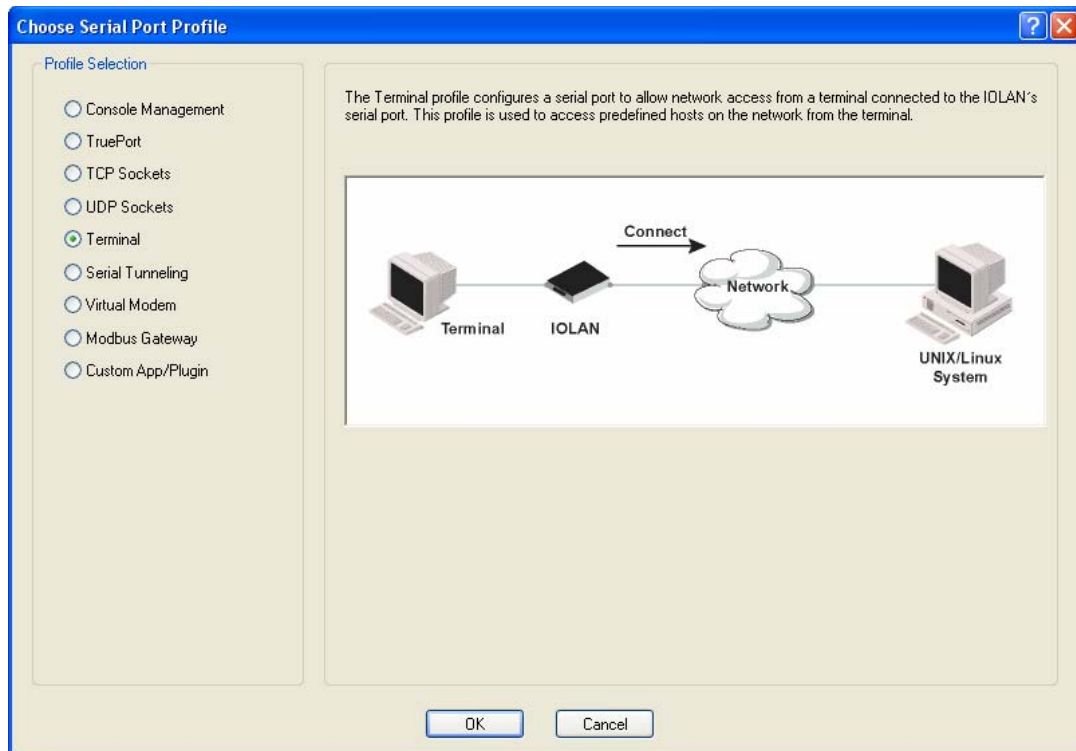 Choose Serial Port Profile
Profile Selection
Console Management
TruePort
TCP Sockets
UDP Sockets
Terminal
Serial Tunneling
Virtual Modem
Modbus Gateway
Custom App/Plugin
The Terminal profile configures a serial port to allow network access from a terminal connected to the IOLAN's
serial port. This profile is used to access predefined hosts on the network from the terminal.
Connect
Network
Terminal
IOLAN
UNIX/Linux
System
OK
Cancel